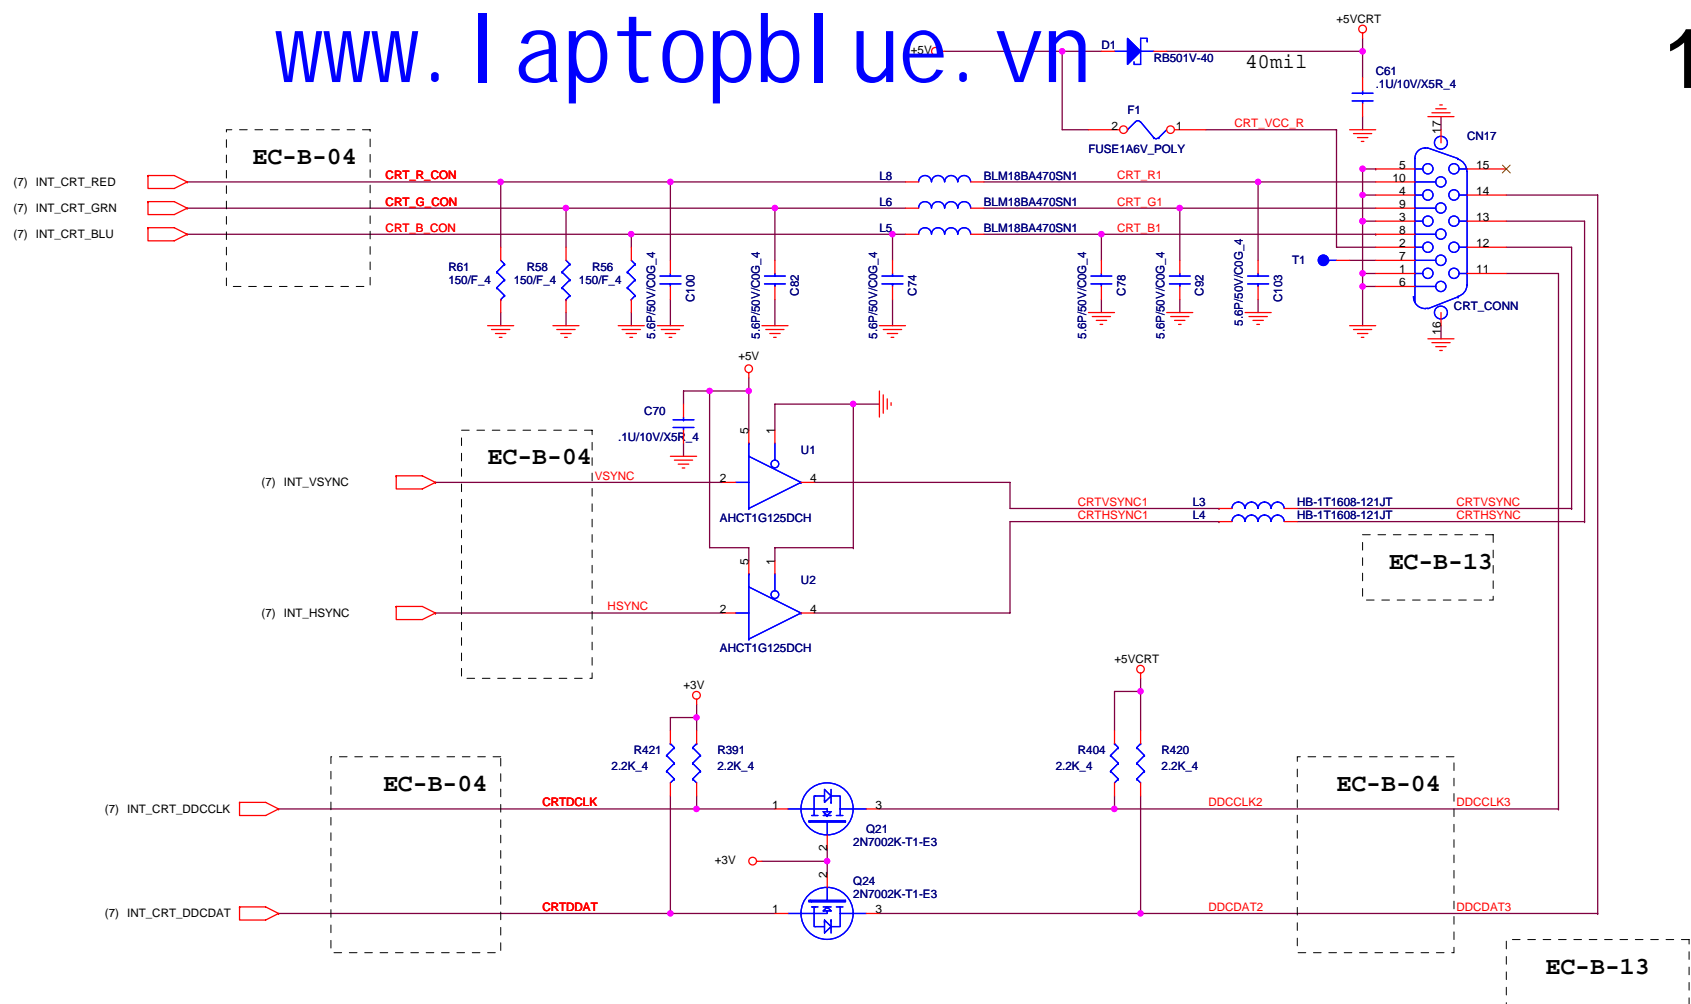 www.laptopblue.vn
1
+5VCRT
+5V
D1
RB501V-40
40mil
C61
.1U/10V/X5R_4
F1
2
1
CRT_VCC_R
FUSE1A6V_POLY
17
CN17
EC-B-04
(7) INT_CRT_RED
CRT_R_CON
L8
BLM18BA470SN1
CRT_R1
(7) INT_CRT_GRN
CRT_G_CON
L6
BLM18BA470SN1
CRT_G1
(7) INT_CRT_BLU
CRT_B_CON
L5
BLM18BA470SN1
CRT_B1
5
10
4
9
3
8
2
7
1
6
15
14
13
12
11
T1
16
CRT_CONN
R61
150/F_4
R58
150/F_4
R56
150/F_4
5.6P/50V/C0G_4
C100
5.6P/50V/C0G_4
C82
5.6P/50V/C0G_4
C74
5.6P/50V/C0G_4
C78
5.6P/50V/C0G_4
C92
5.6P/50V/C0G_4
C103
+5V
C70
.1U/10V/X5R_4
5
1
U1
EC-B-04
(7) INT_VSYNC
VSYNC
2
4
AHCT1G125DCH
CRTVSYNC1
L3
HB-1T1608-121JT
CRTVSYNC
CRTHSYNC1
L4
HB-1T1608-121JT
CRTHSYNC
EC-B-13
5
1
U2
(7) INT_HSYNC
HSYNC
2
4
AHCT1G125DCH
+5VCRT
+3V
R421
2.2K_4
R391
2.2K_4
R404
2.2K_4
R420
2.2K_4
EC-B-04
EC-B-04
(7) INT_CRT_DDCCLK
CRTDCLK
1
3
DDCCLK2
DDCCLK3
Q21
2N7002K-T1-E3
2
+3V
2
Q24
2N7002K-T1-E3
(7) INT_CRT_DDCDAT
CRTDDAT
1
3
DDCDAT2
DDCDAT3
EC-B-13